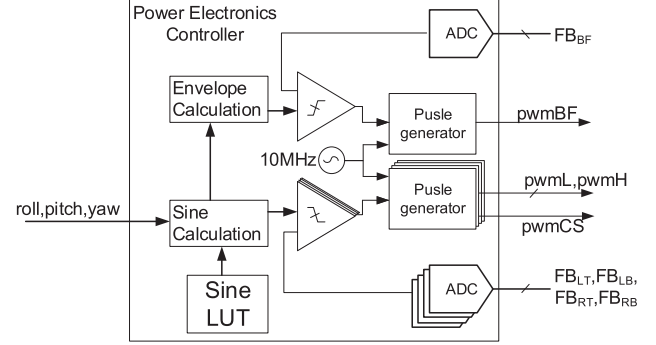 Power Electronics
Controller
ADC
FBBF
Envelope
Calculation
Pusle
generator
pwmBF
10MHz
roll,pitch,yaw
Sine
Calculation
Pusle
generator
pwmL,pwmH
pwmCS
Sine
LUT
ADC
FBLT,FBLB,
FBRT,FBRB